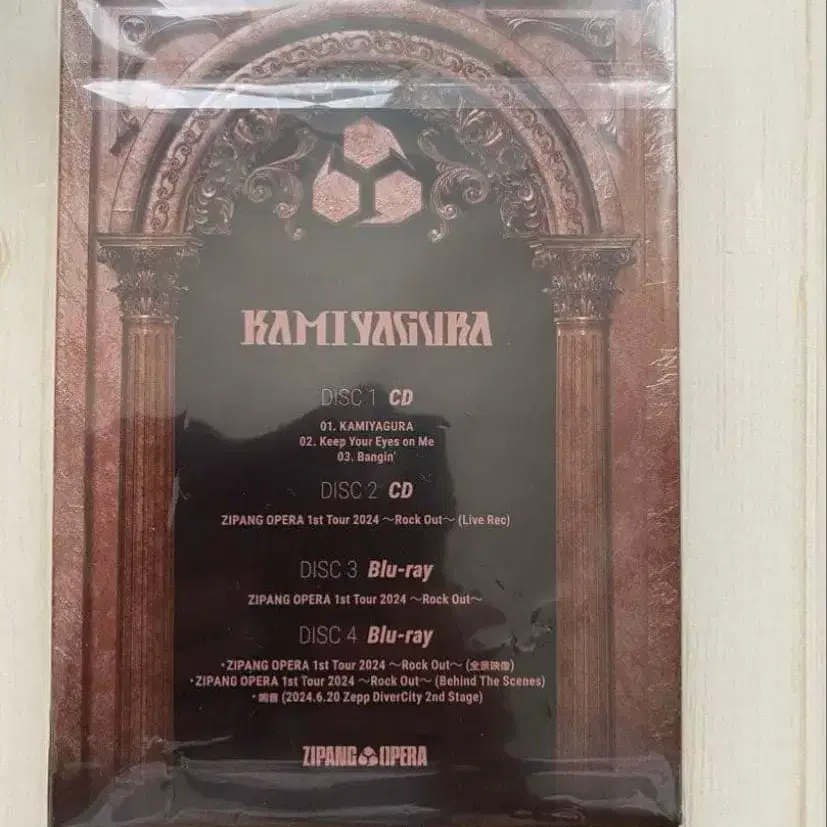 KAMIYAGURA
DISC 1 CD
01. KAMIYAGURA
02. Keep Your Eyes on Me
03. Bangin'
DISC 2 CD
ZIPANG OPERA 1st Tour 2024 〜Rock Out〜 (Live Rec)
DISC 3 Blu-ray
ZIPANG OPERA 1st Tour 2024 〜Rock Out〜
DISC 4 Blu-ray
・ZIPANG OPERA 1st Tour 2024 〜Rock Out〜 (全景映像)
・ZIPANG OPERA 1st Tour 2024 〜Rock Out〜 (Behind The Scenes)
・ (2024.6.20 Zepp DiverCity 2nd Stage)
ZIPANG OPERA